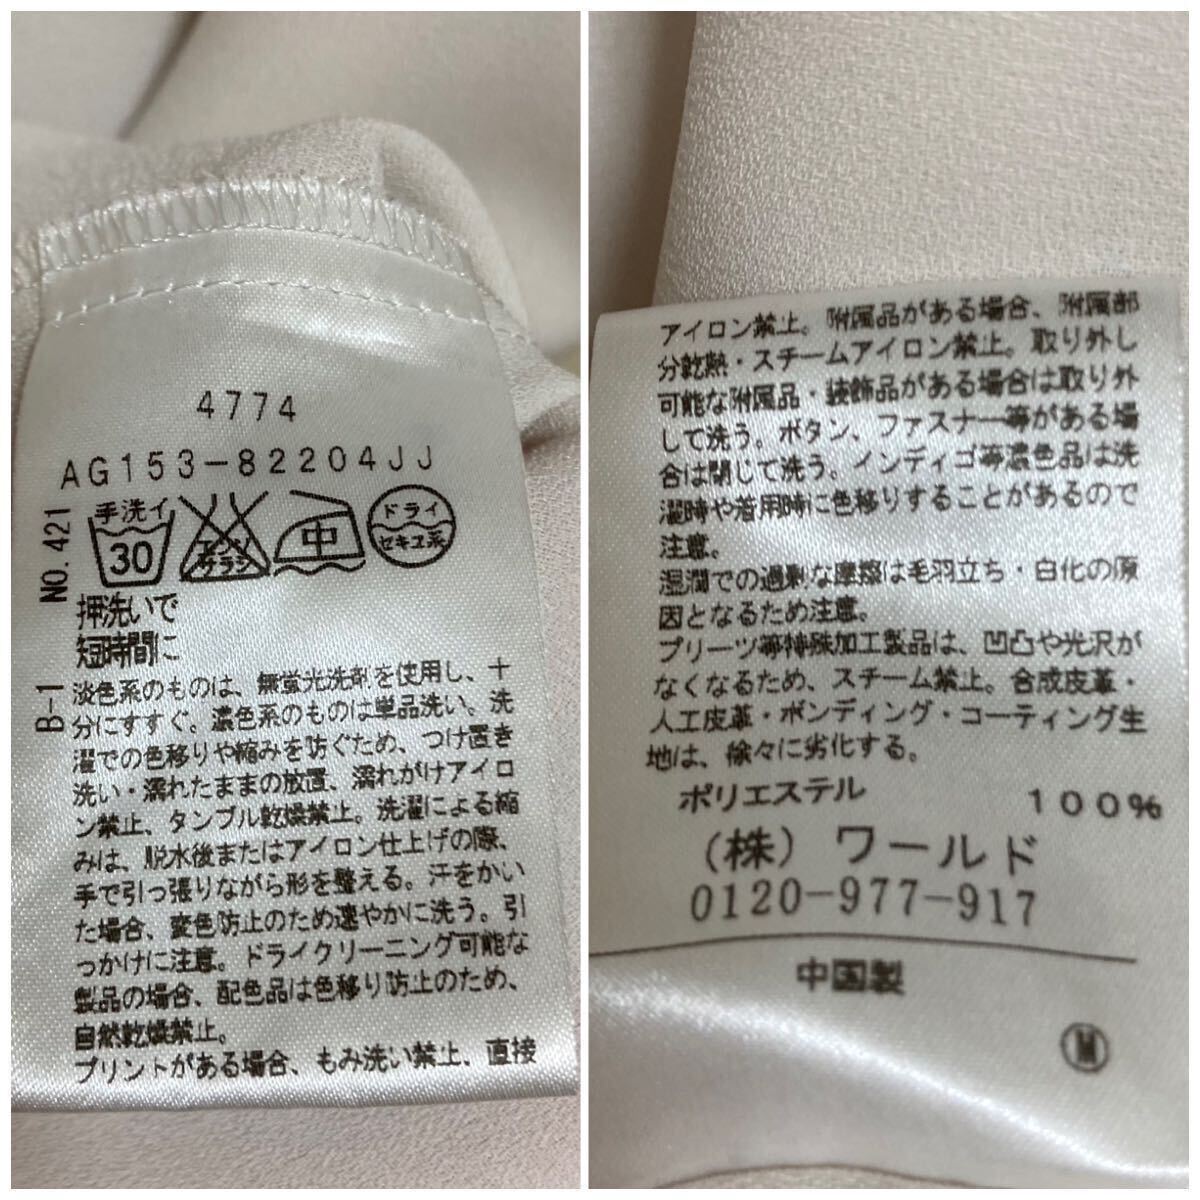 4774
AG153-82204JJ
NO.421
手洗イ
30
エンソ
サラシ
中
ドライ
セキユ系
押洗いで
短時間に
B-1
淡色系のものは、無蛍光洗剤を使用し、十
分にすすぐ。濃色系のものは単品洗い。洗
濯での色移りや縮みを防ぐため、つけ置き
洗い・濡れたままの放置、濡れがけアイロ
ン禁止、タンブル乾燥禁止。洗濯による縮
みは、脱水後またはアイロン仕上げの際、
手で引っ張りながら形を整える。汗をかい
た場合、変色防止のため速やかに洗う。引
っかけに注意。ドライクリーニング可能な
製品の場合、配色品は色移り防止のため、
自然乾燥禁止。
プリントがある場合、もみ洗い禁止、直接
アイロン禁止。附属品がある場合、附属部
分乾熱・スチームアイロン禁止。取り外し
可能な附属品・装飾品がある場合は取り外
して洗う。ボタン、ファスナー等がある場
合は閉じて洗う。インディゴ等濃色品は洗
濯時や着用時に色移りすることがあるので
注意。
湿潤での過剰な摩擦は毛羽立ち・白化の原
因となるため注意。
プリーツ等特殊加工製品は、凹凸や光沢が
なくなるため、スチーム禁止。合成皮革・
人工皮革・ボンディング・コーティング生
地は、徐々に劣化する。
ポリエステル 100%
(株)ワールド
0120-977-917
中国製
M